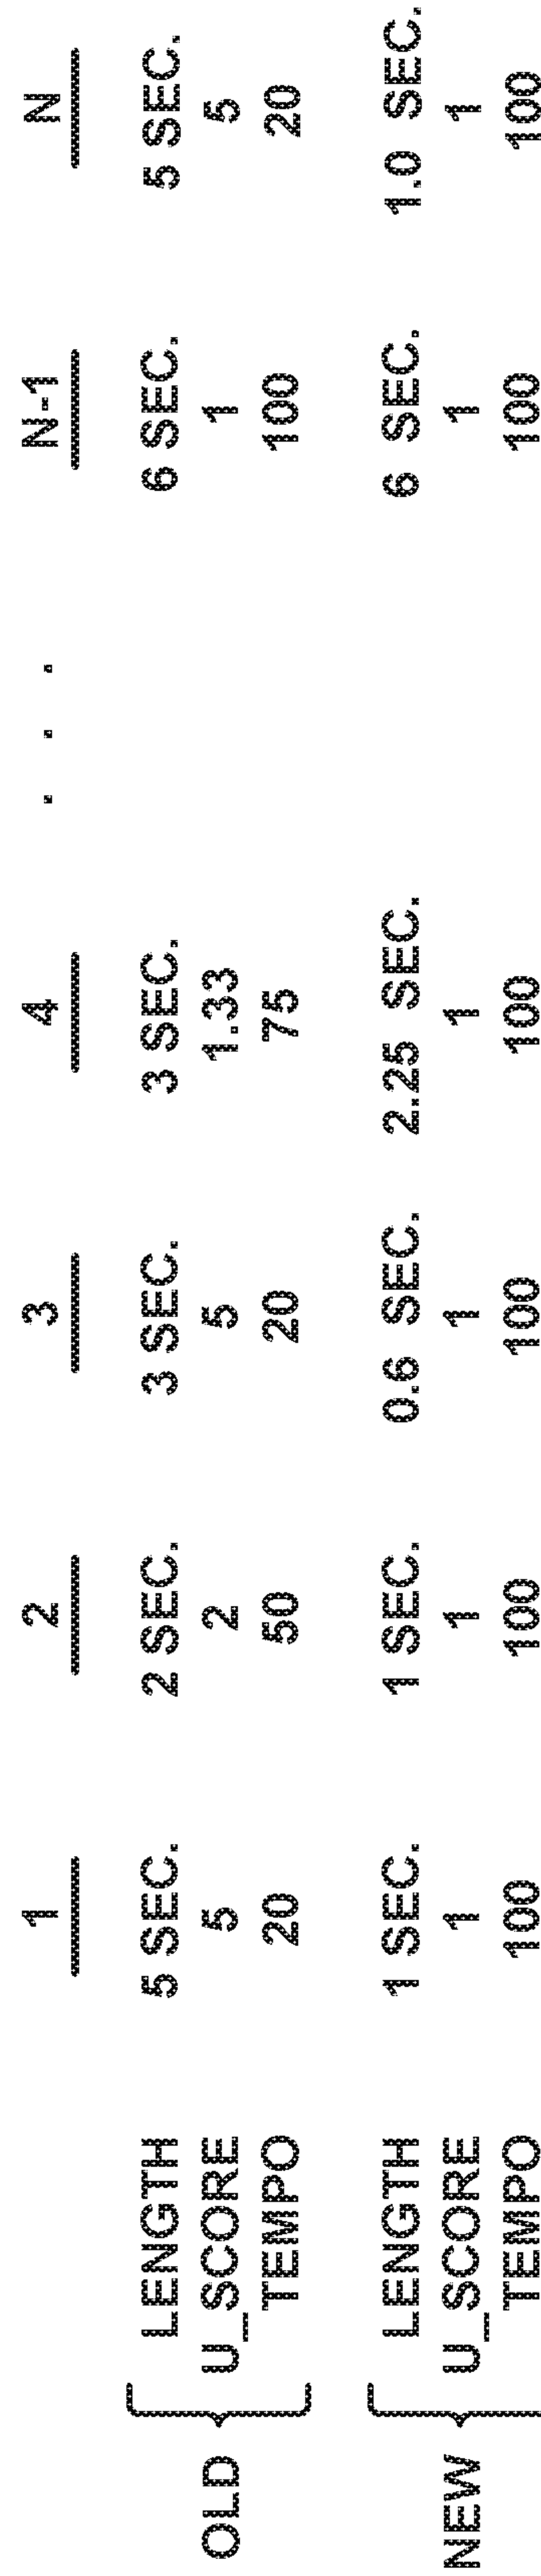 1 2 3 4 . . . N-1 N
LENGTH 5 SEC. 2 SEC. 3 SEC. 3 SEC. 6 SEC. 5 SEC.
OLD U_SCORE 5 2 5 1.33 1 5
TEMPO 20 50 20 75 100 20
LENGTH 1 SEC. 1 SEC. 0.6 SEC. 2.25 SEC. 6 SEC. 1.0 SEC.
NEW U_SCORE 1 1 1 1 1 1
TEMPO 100 100 100 100 100 100